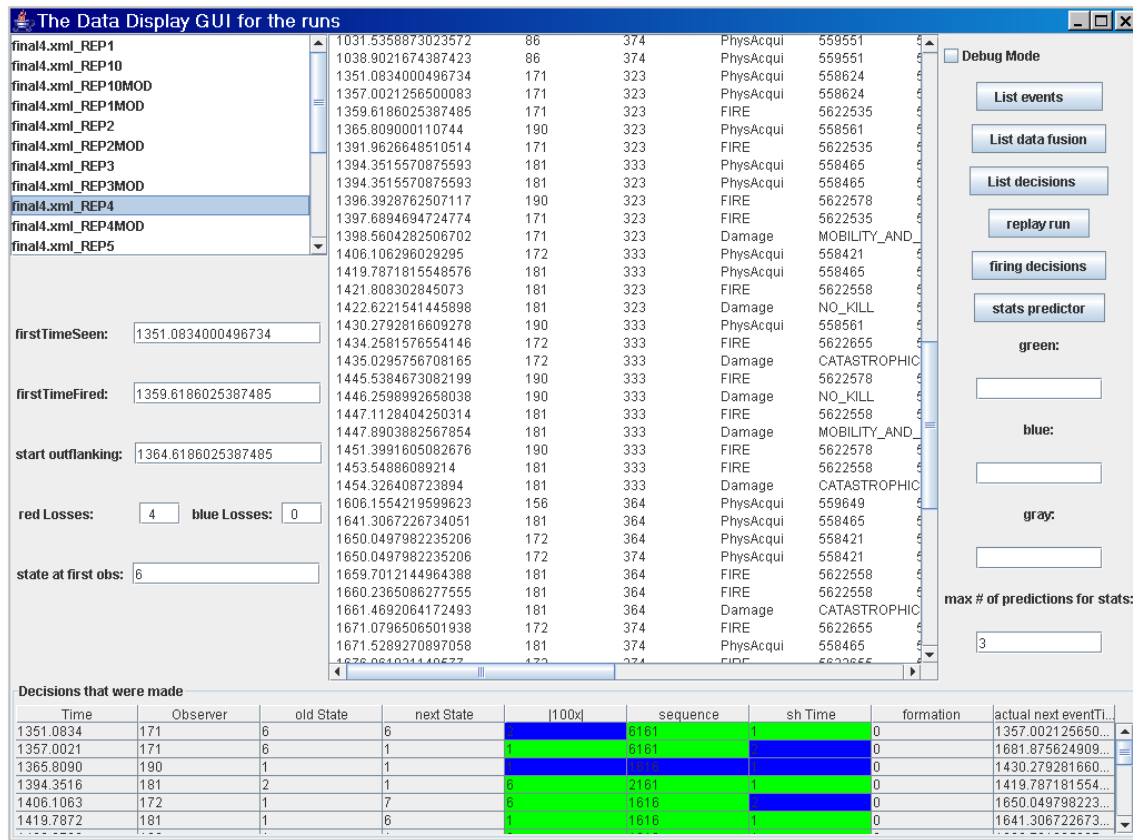 The Data Display GUI for the runs
final4.xml_REP1
final4.xml_REP10
final4.xml_REP10MOD
final4.xml_REP1MOD
final4.xml_REP2
final4.xml_REP2MOD
final4.xml_REP3
final4.xml_REP3MOD
final4.xml_REP4
final4.xml_REP4MOD
final4.xml_REP5
firstTimeSeen: 1351.0834000496734
firstTimeFired: 1359.6186025387485
start outflanking: 1364.6186025387485
red Losses: 4 blue Losses: 0
state at first obs: 6
1031.5358873023572 86 374 PhysAcqui 559551
1038.9021674387423 86 374 PhysAcqui 559551
1351.0834000496734 171 323 PhysAcqui 558624
1357.0021256500083 171 323 PhysAcqui 558624
1359.6186025387485 171 323 FIRE 5622535
1365.809000110744 190 323 PhysAcqui 558561
1391.9626648510514 171 323 FIRE 5622535
1394.3515570875593 181 333 PhysAcqui 558465
1394.3515570875593 181 323 PhysAcqui 558465
1396.3928762507117 190 323 FIRE 5622578
1397.6894694724774 171 323 FIRE 5622535
1398.5604282506702 171 323 Damage MOBILITY_AND_
1406.106296029295 172 333 PhysAcqui 558421
1419.7871815548576 181 333 PhysAcqui 558465
1421.808302845073 181 323 FIRE 5622558
1422.6221541445898 181 323 Damage NO_KILL
1430.2792816609278 190 333 PhysAcqui 558561
1434.2581576554146 172 333 FIRE 5622655
1435.0295756708165 172 333 Damage CATASTROPHIC
1445.5384673082199 190 333 FIRE 5622578
1446.2598992658038 190 333 Damage NO_KILL
1447.1128404250314 181 333 FIRE 5622558
1447.8903882567854 181 333 Damage MOBILITY_AND_
1451.3991605082676 190 333 FIRE 5622578
1453.54886089214 181 333 FIRE 5622558
1454.326408723894 181 333 Damage CATASTROPHIC
1606.1554219599623 156 364 PhysAcqui 559649
1641.3067226734051 181 364 PhysAcqui 558465
1650.0497982235206 172 364 PhysAcqui 558421
1650.0497982235206 172 374 PhysAcqui 558421
1659.7012144964388 181 364 FIRE 5622558
1660.2365086277555 181 364 FIRE 5622558
1661.4692064172493 181 364 Damage CATASTROPHIC
1671.0796506501938 172 374 FIRE 5622655
1671.5289270897058 181 374 PhysAcqui 558465
Debug Mode
List events
List data fusion
List decisions
replay run
firing decisions
stats predictor
green:
blue:
gray:
max # of predictions for stats:
3
Decisions that were made
Time Observer old State next State |100x| sequence sh Time formation actual next eventTi...
1351.0834 171 6 6 2 6161 1 0 1357.002125650...
1357.0021 171 6 1 1 6161 2 0 1681.875624909...
1365.8090 190 1 1 1616 0 1430.279281660...
1394.3516 181 2 1 6 2161 1 0 1419.787181554...
1406.1063 172 1 7 6 1616 2 0 1650.049798223...
1419.7872 181 1 6 1 1616 1 0 1641.306722673...